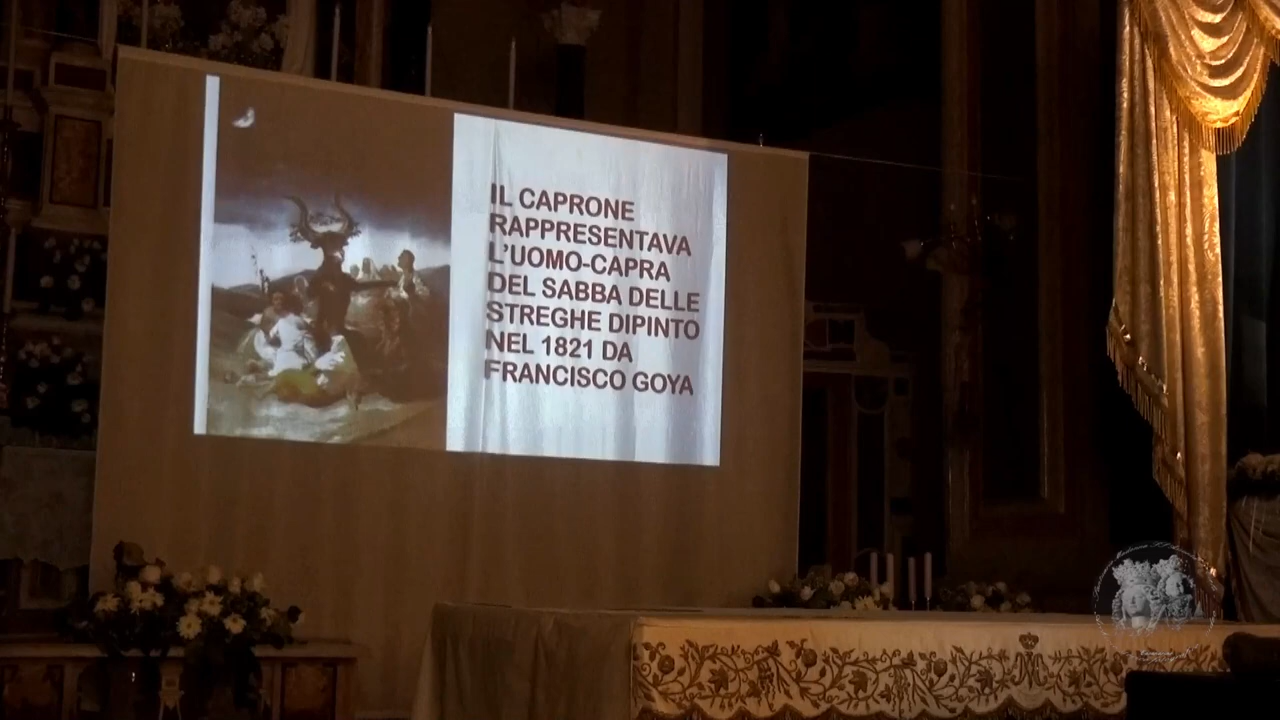 IL CAPRONE
RAPPRESENTAVA
L'UOMO-CAPRA
DEL SABBA DELLE
STREGHE DIPINTO
NEL 1821 DA
FRANCISCO GOYA